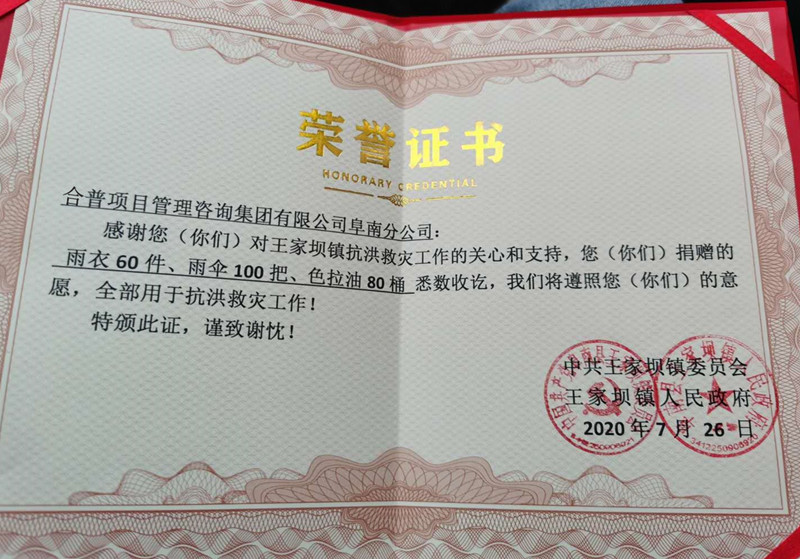 荣誉证书
HONORARY CREDENTIAL
合普项目管理咨询集团有限公司阜南分公司:
感谢您(你们)对王家坝镇抗洪救灾工作的关心和支持,您(你们)捐赠的
雨衣 60 件、雨伞 100 把、色拉油 80 桶 悉数收讫,我们将遵照您(你们)的意
愿,全部用于抗洪救灾工作!
特颁此证,谨致谢忱!
中共王家坝镇委员会
王家坝镇人民政府
2020 年 7 月 26 日